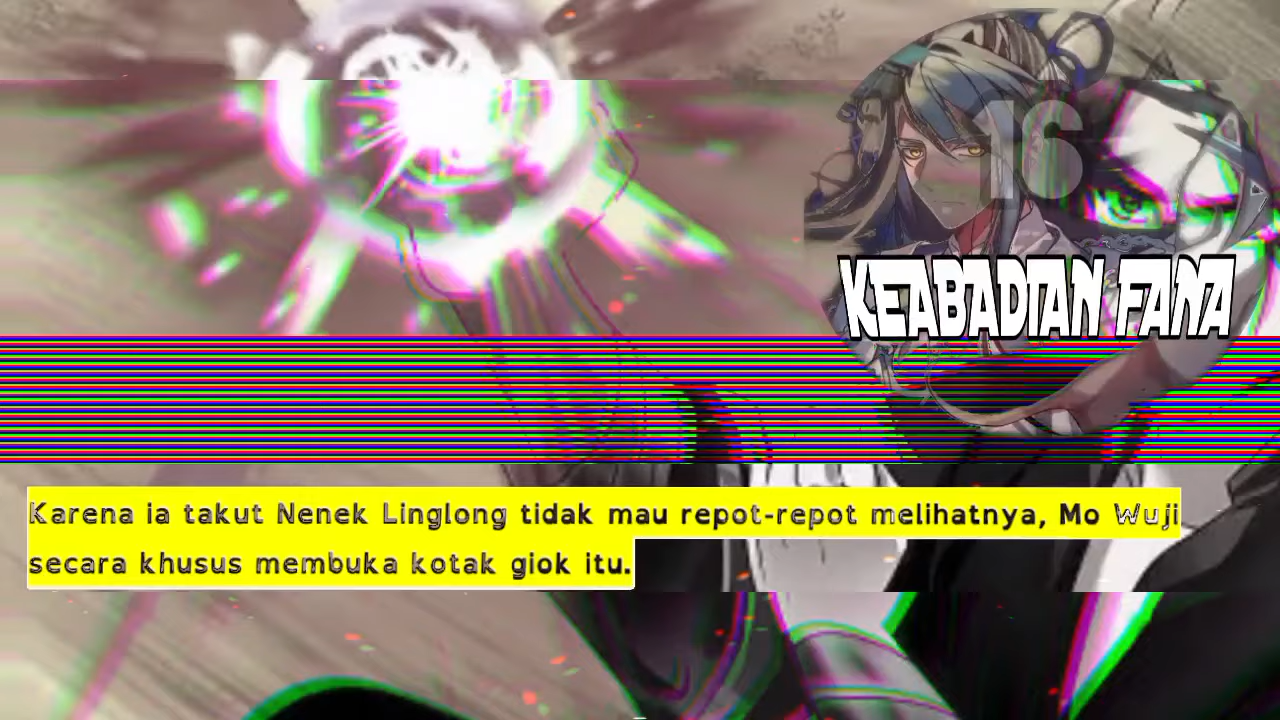 16
KEABADIAN FANA
Karena ia takut Nenek Linglong tidak mau repot-repot melihatnya, Mo Wuji
secara khusus membuka kotak giok itu.